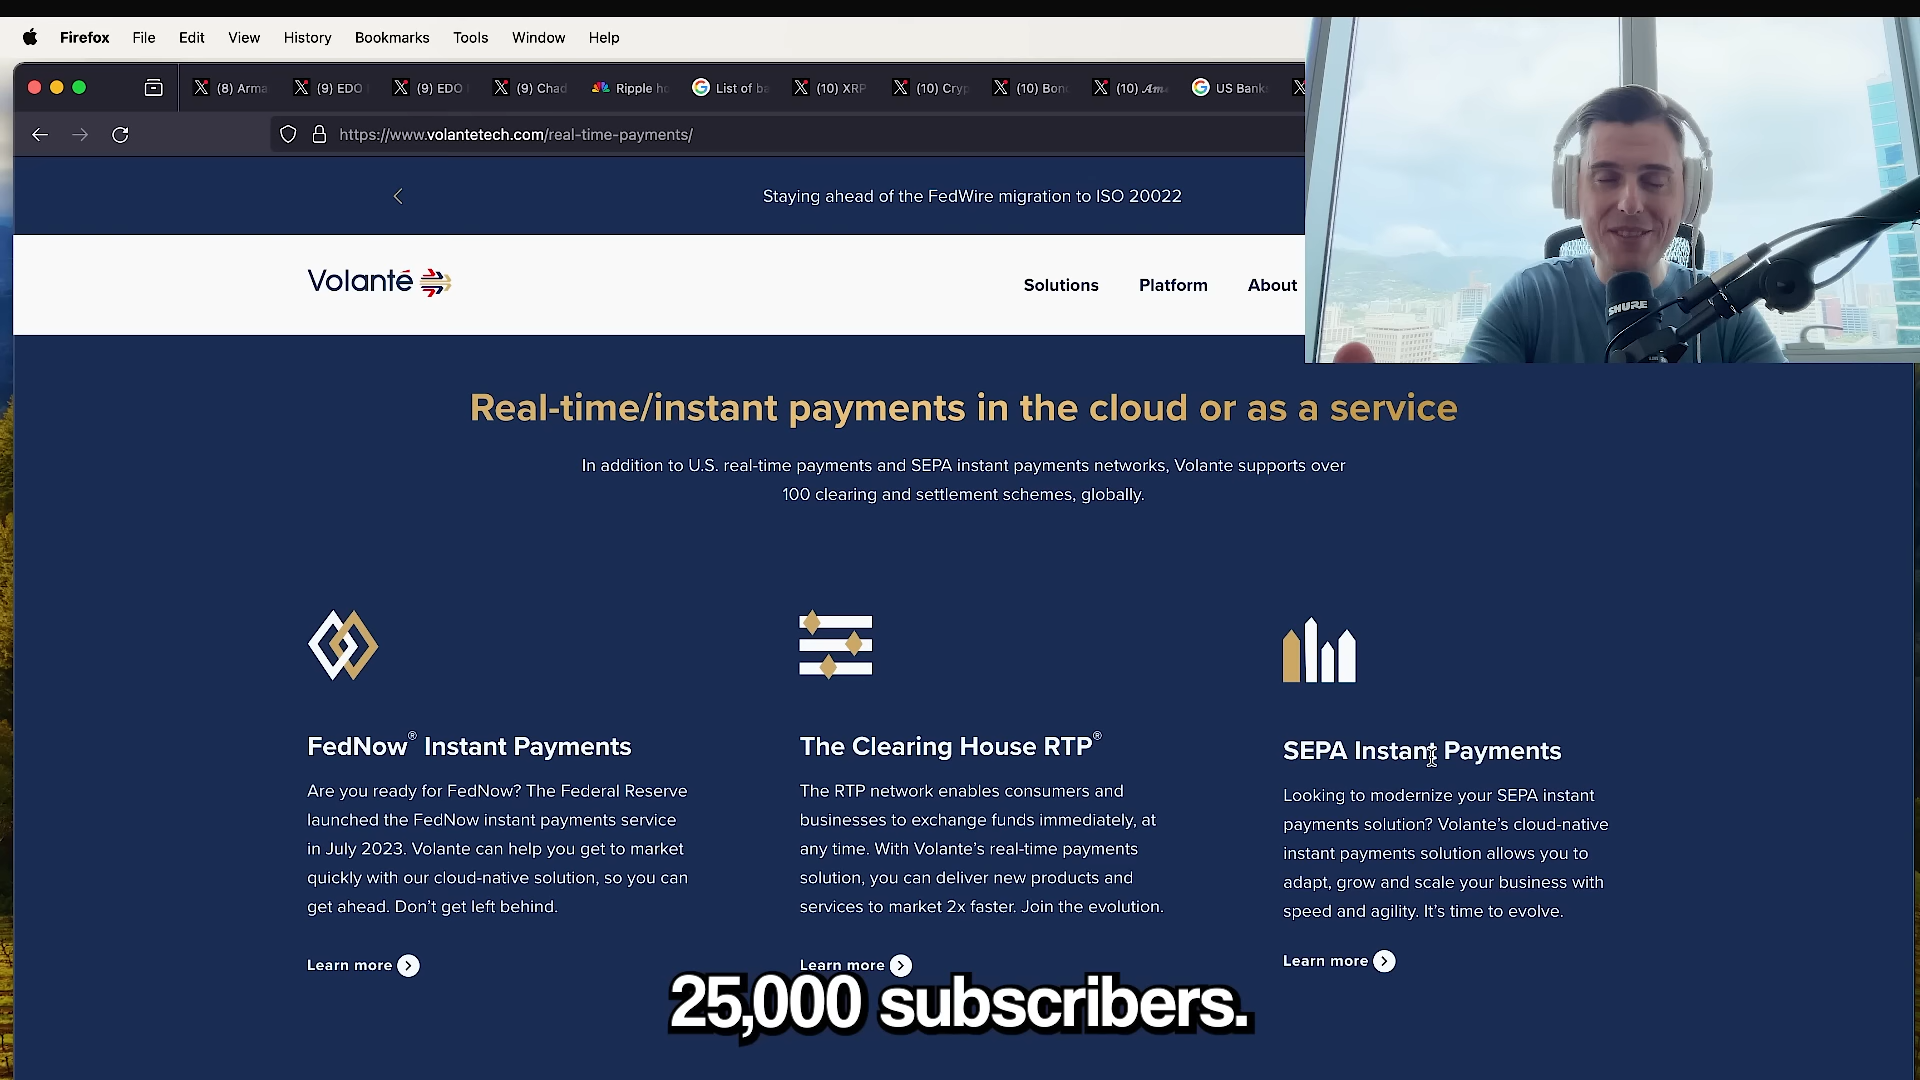 Firefox File Edit View History Bookmarks Tools Window Help
(8) Arma (9) EDO (9) EDO (9) Chad Ripple ho List of ba (10) XRP (10) Cryp (10) Bon (10) Am US Bank
https://www.volantetech.com/real-time-payments/
Staying ahead of the FedWire migration to ISO 20022
Volanté
Solutions Platform About
SHURE
Real-time/instant payments in the cloud or as a service
In addition to U.S. real-time payments and SEPA instant payments networks, Volante supports over
100 clearing and settlement schemes, globally.
FedNow® Instant Payments
Are you ready for FedNow? The Federal Reserve
launched the FedNow instant payments service
in July 2023. Volante can help you get to market
quickly with our cloud-native solution, so you can
get ahead. Don't get left behind.
Learn more
The Clearing House RTP®
The RTP network enables consumers and
businesses to exchange funds immediately, at
any time. With Volante's real-time payments
solution, you can deliver new products and
services to market 2x faster. Join the evolution.
Learn more
SEPA Instant Payments
Looking to modernize your SEPA instant
payments solution? Volante's cloud-native
instant payments solution allows you to
adapt, grow and scale your business with
speed and agility. It's time to evolve.
Learn more
25,000 subscribers.